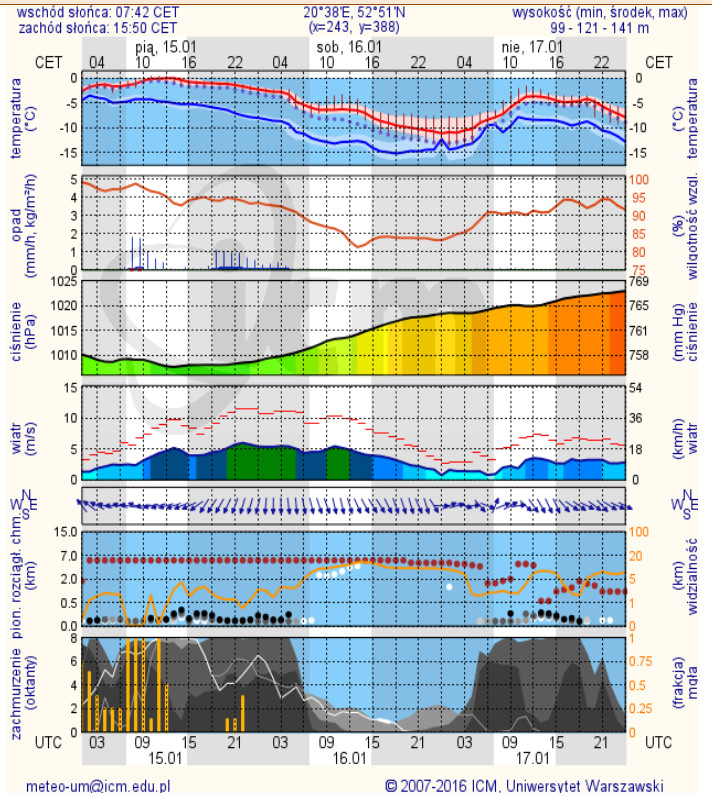 wschód słońca: 07:42 CET 20°38'E, 52°51'N wysokość (min, środek, max)
zachód słońca: 15:50 CET (x=243, y=388) 99 - 121 - 141 m
pią, 15.01 sob, 16.01 nie, 17.01
CET 04 10 16 22 04 10 16 22 04 10 16 22 CET
temperatura (°C)
0 0
-5 -5
-10 -10
-15 -15
temperatura (°C)
opad (mm/h, kg/m²/h)
5 100
4 95
3 90
2 85
1 80
0 75
wilgotność wzgl. (%)
ciśnienie (hPa)
1025 769
1020 765
1015 761
1010 758
ciśnienie (mm Hg)
wiatr (m/s)
15 54
10 36
5 18
0 0
wiatr (km/h)
N N
W E W E
S S
pion. rozciągł. chm. (km)
15.0 100
7.0 20
2.0 4
0.5 1
0.0 0
widzialność (km)
zachmurzenie (oktanty)
8 1
6 0.75
4 0.5
2 0.25
0 0
mgła (frakcja)
UTC 03 09 15 21 03 09 15 21 03 09 15 21 UTC
15.01 16.01 17.01
meteo-um@icm.edu.pl © 2007-2016 ICM, Uniwersytet Warszawski